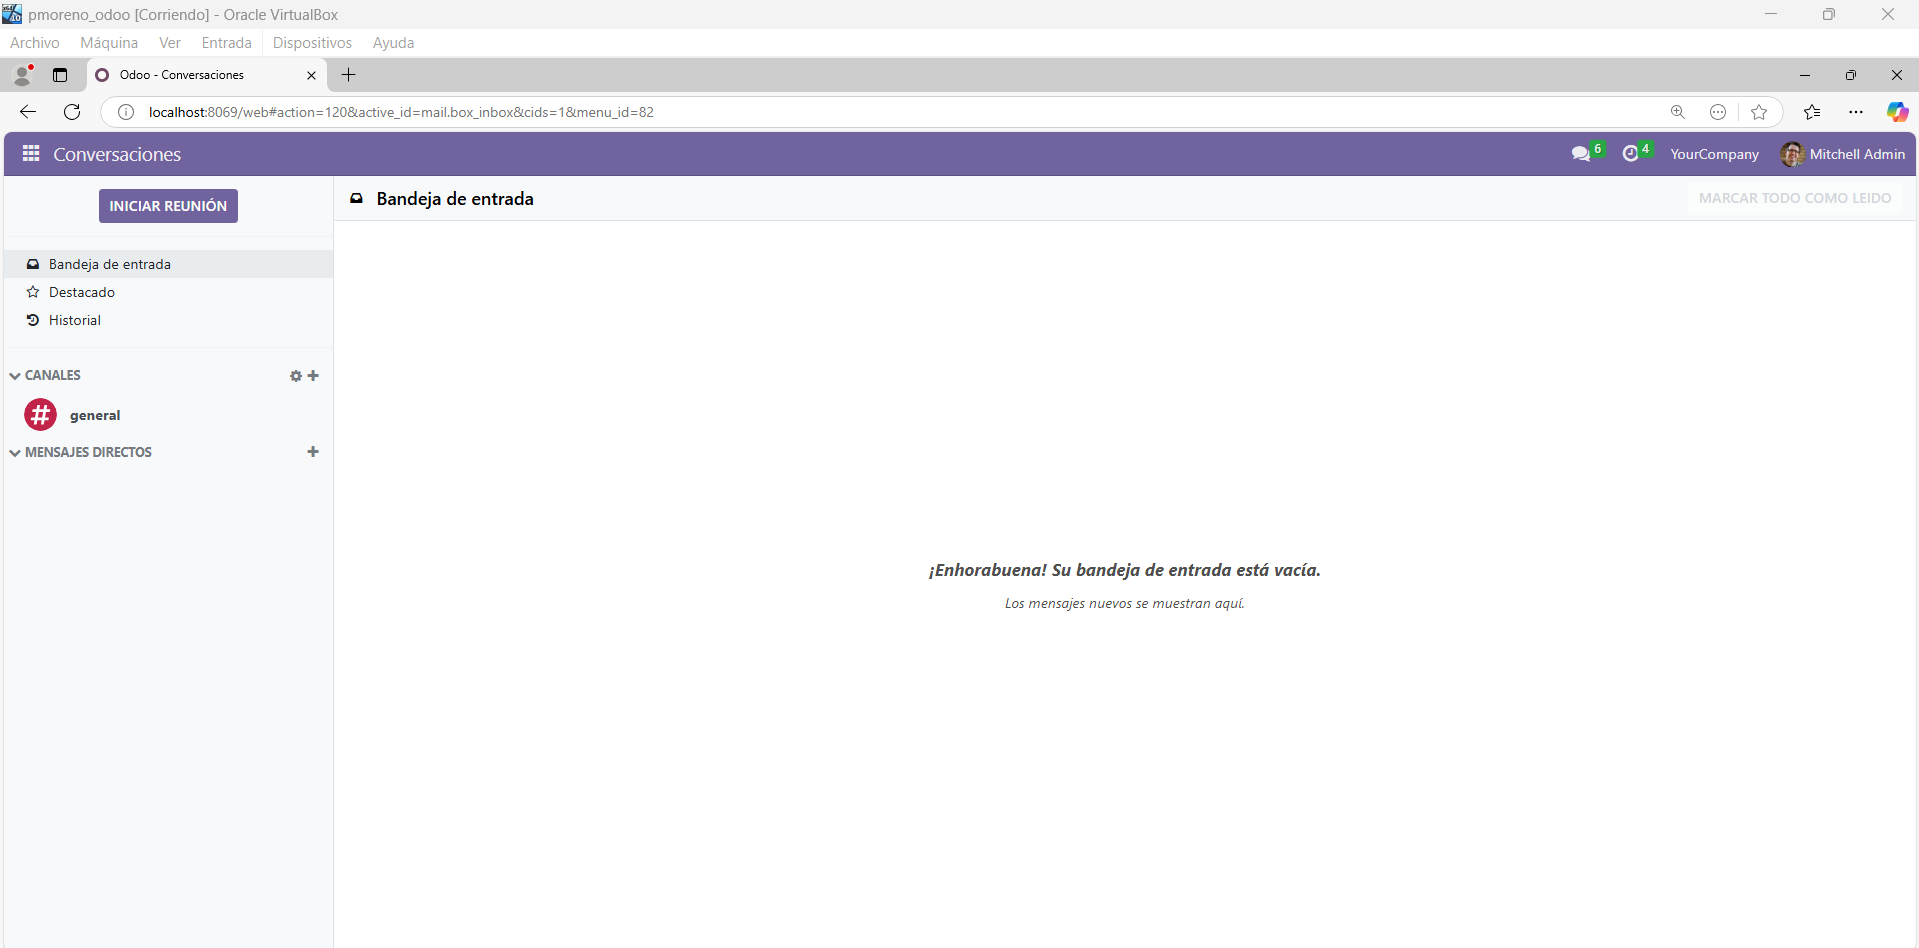 pmoreno_odoo [Corriendo] - Oracle VirtualBox
Archivo Máquina Ver Entrada Dispositivos Ayuda
Odoo - Conversaciones
localhost:8069/web#action=120&active_id=mail.box_inbox&cids=1&menu_id=82
Conversaciones 6 4 YourCompany Mitchell Admin
INICIAR REUNIÓN
Bandeja de entrada MARCAR TODO COMO LEIDO
Bandeja de entrada
Destacado
Historial
CANALES
# general
MENSAJES DIRECTOS
¡Enhorabuena! Su bandeja de entrada está vacía.
Los mensajes nuevos se muestran aquí.